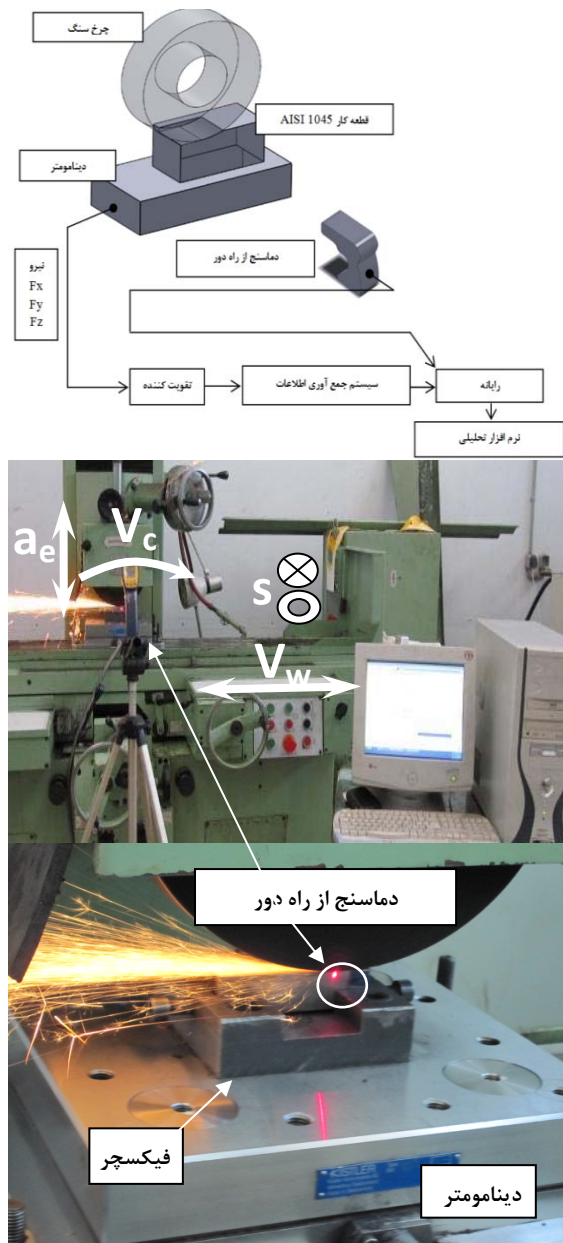 چرخ سنگ
قطعه کار AISI 1045
دینامومتر
دماسنج از راه دور
نیرو
Fx
Fy
Fz
تقویت کننده
سیستم جمع آوری اطلاعات
رایانه
نرم افزار تحلیلی
ae
Vc
S
Vw
دماسنج از راه دور
فیکسچر
KISTLER
دینامومتر